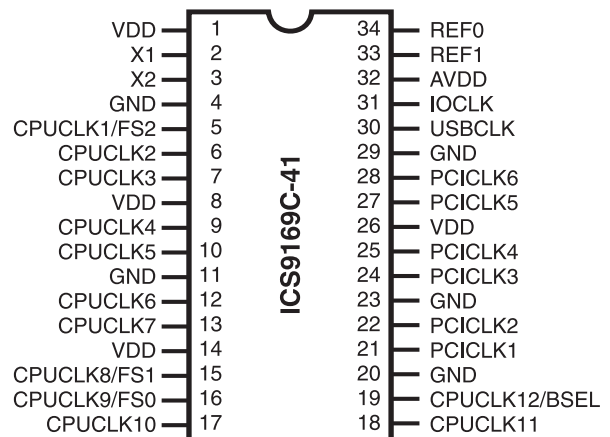 VDD 1 34 REF0
X1 2 33 REF1
X2 3 32 AVDD
GND 4 31 IOCLK
CPUCLK1/FS2 5 30 USBCLK
CPUCLK2 6 29 GND
CPUCLK3 7 28 PCICLK6
VDD 8 27 PCICLK5
CPUCLK4 9 26 VDD
CPUCLK5 10 25 PCICLK4
GND 11 24 PCICLK3
CPUCLK6 12 23 GND
CPUCLK7 13 22 PCICLK2
VDD 14 21 PCICLK1
CPUCLK8/FS1 15 20 GND
CPUCLK9/FS0 16 19 CPUCLK12/BSEL
CPUCLK10 17 18 CPUCLK11
ICS9169C-41